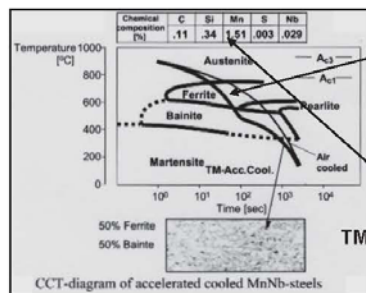 Chemical composition [%] C Si Mn S Nb
.11 .34 1.51 .003 .029
Temperature [ºC]
1000
800
600
400
200
0
Austenite
Ac3
Ac1
Ferrite
Pearlite
Bainite
Air cooled
Martensite
TM-Acc.Cool.
10⁰ 10¹ 10² 10³ 10⁴
Time [sec]
50% Ferrite
50% Bainte
TM
CCT-diagram of accelerated cooled MnNb-steels